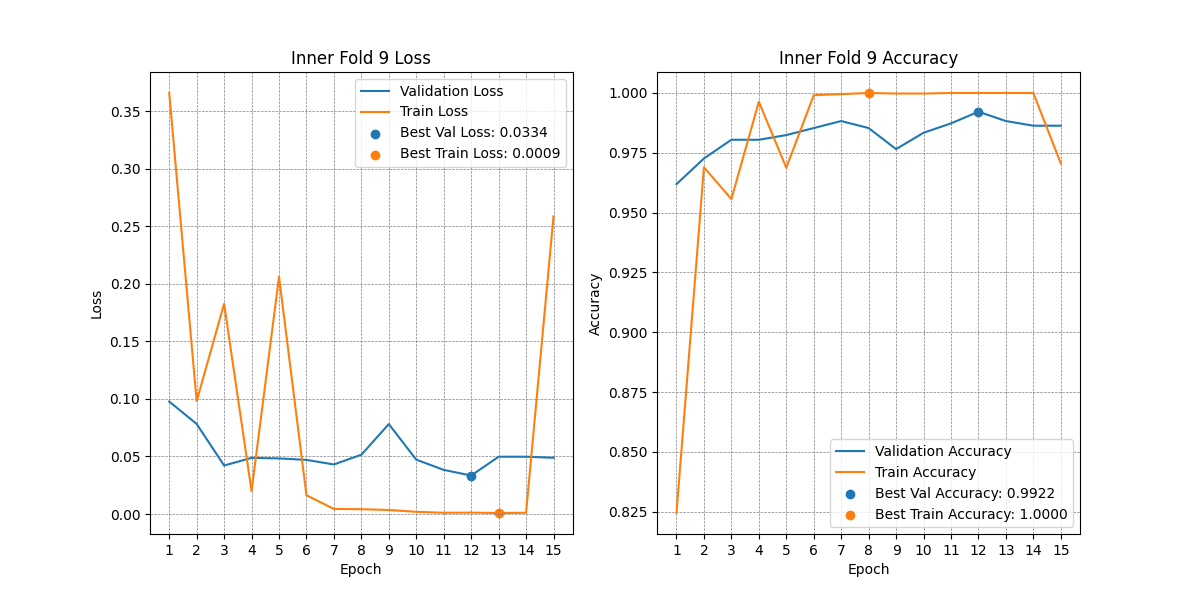 Inner Fold 9 Loss
Validation Loss
Train Loss
Best Val Loss: 0.0334
Best Train Loss: 0.0009
0.35
0.30
0.25
0.20
0.15
0.10
0.05
0.00
Loss
1 2 3 4 5 6 7 8 9 10 11 12 13 14 15
Epoch
Inner Fold 9 Accuracy
1.000
0.975
0.950
0.925
0.900
0.875
0.850
0.825
Accuracy
Validation Accuracy
Train Accuracy
Best Val Accuracy: 0.9922
Best Train Accuracy: 1.0000
1 2 3 4 5 6 7 8 9 10 11 12 13 14 15
Epoch